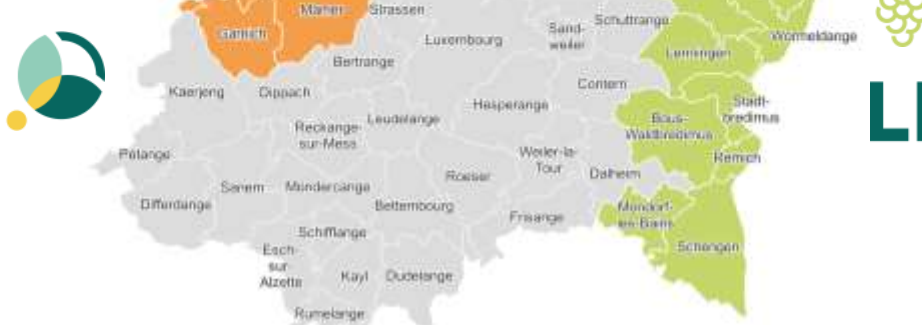 Mamer
Strassen
Garnich
Luxembourg
Sand-
weiler
Schuttrange
Wormeldange
Lenningen
Bertrange
Kaerjeng
Dippach
Contern
Hesperange
Stadt-
bredimus
Reckange-
sur-Mess
Leudelange
Bous-
Waldbredimus
Pétange
Weiler-la-
Tour
Remich
Roeser
Dalheim
Sanem
Mondercange
Differdange
Bettembourg
Frisange
Mondorf-
les-Bains
Schifflange
Schengen
Esch-
sur-
Alzette
Kayl
Dudelange
Rumelange